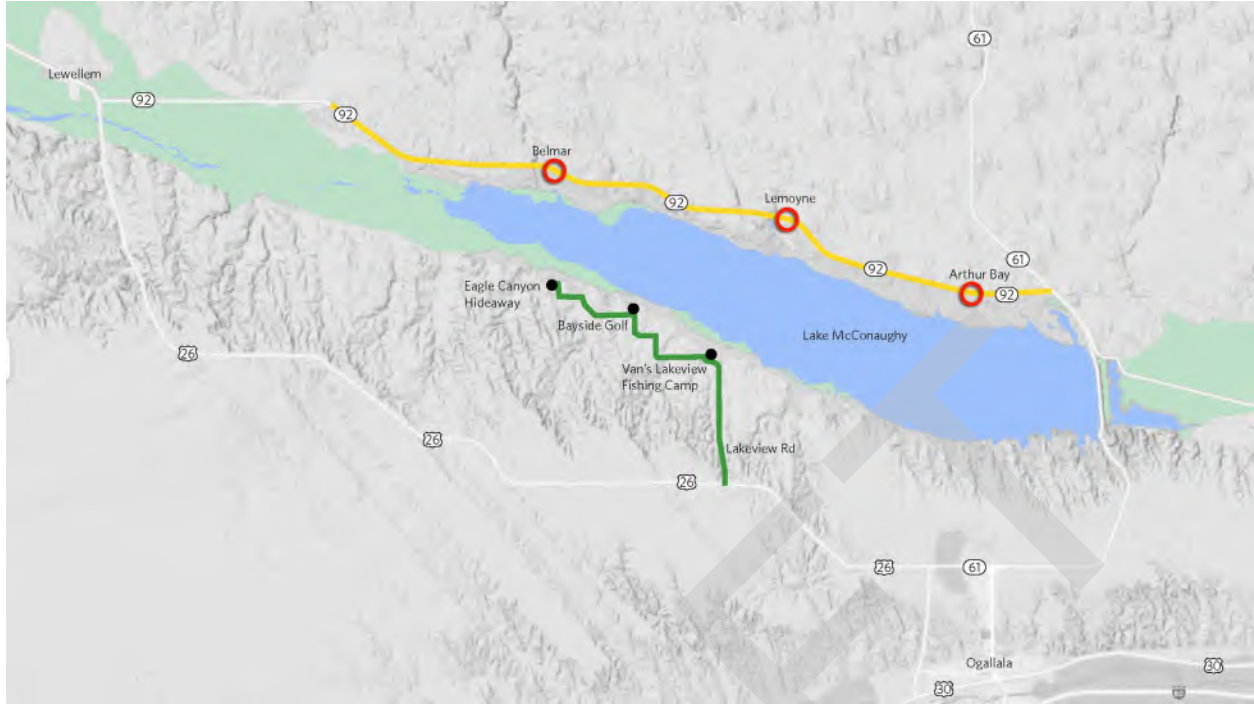 61
Lewellem
92
92
Belmar
92
Lemoyne
61
92
Arthur Bay
92
Eagle Canyon
Hideaway
Bayside Golf
Lake McConaughy
26
Van's Lakeview
Fishing Camp
26
Lakeview Rd
26
26
61
Ogallala
30
30